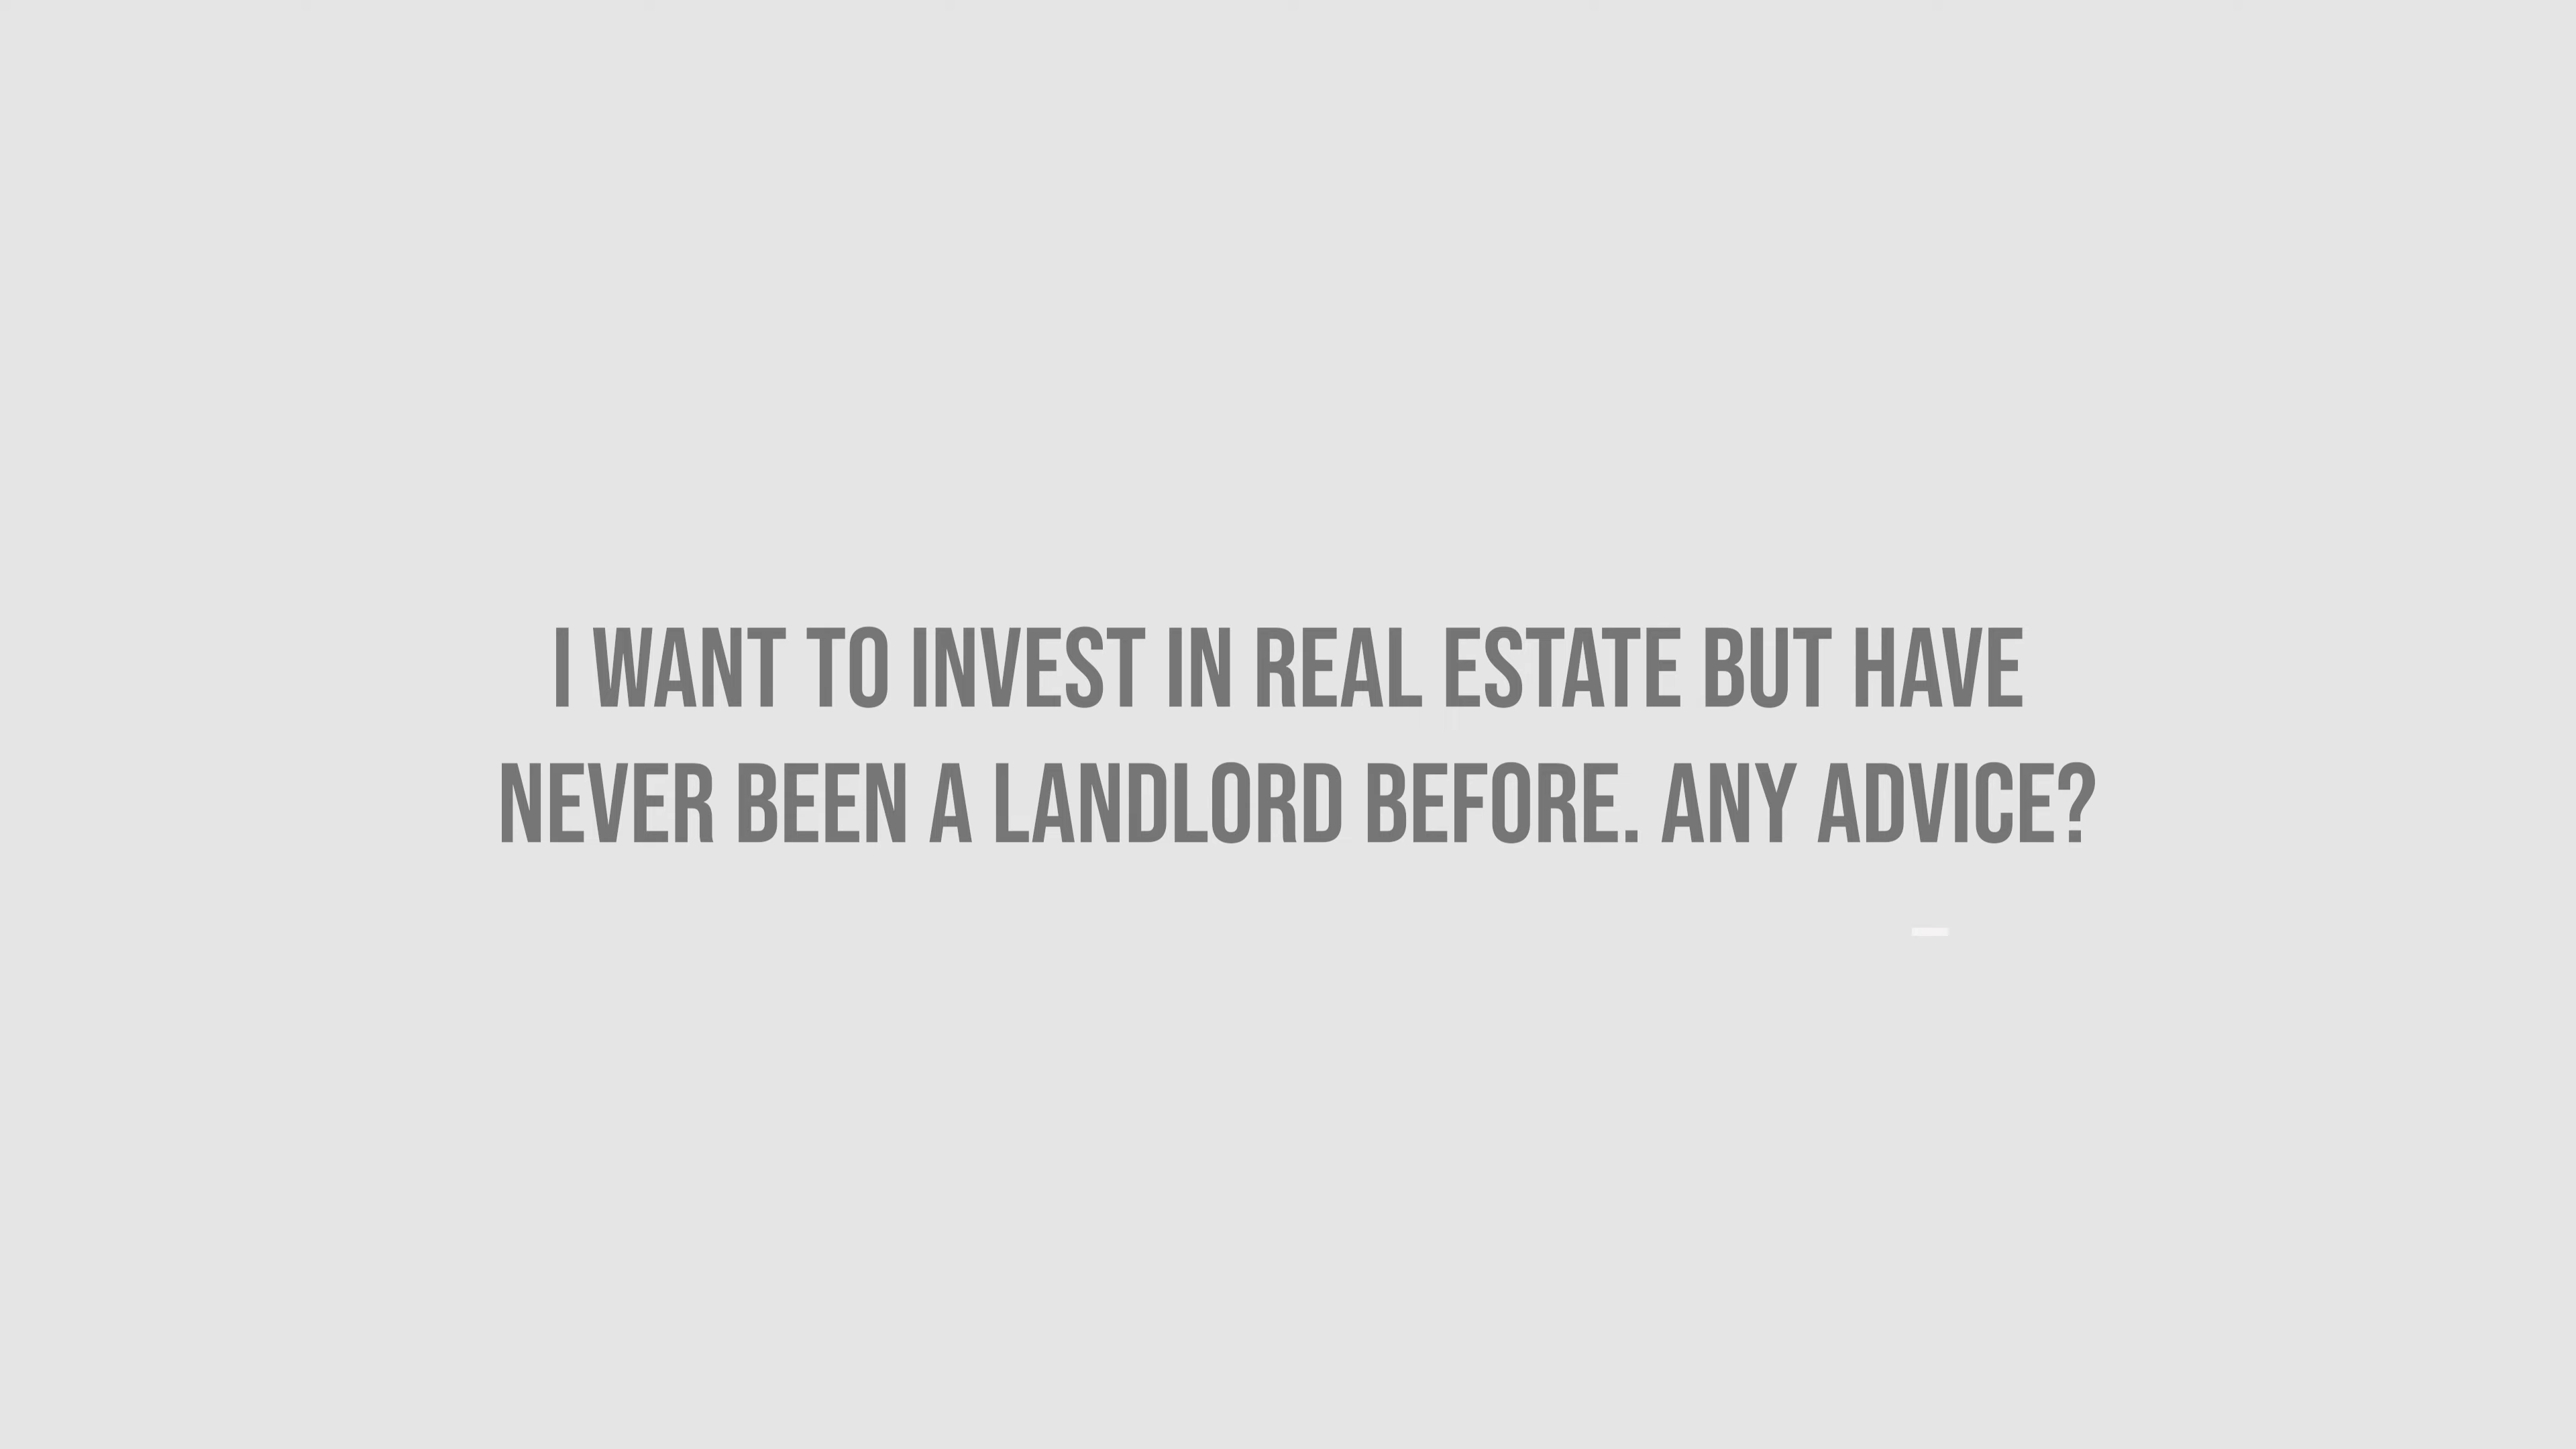 I WANT TO INVEST IN REAL ESTATE BUT HAVE
NEVER BEEN A LANDLORD BEFORE. ANY ADVICE?